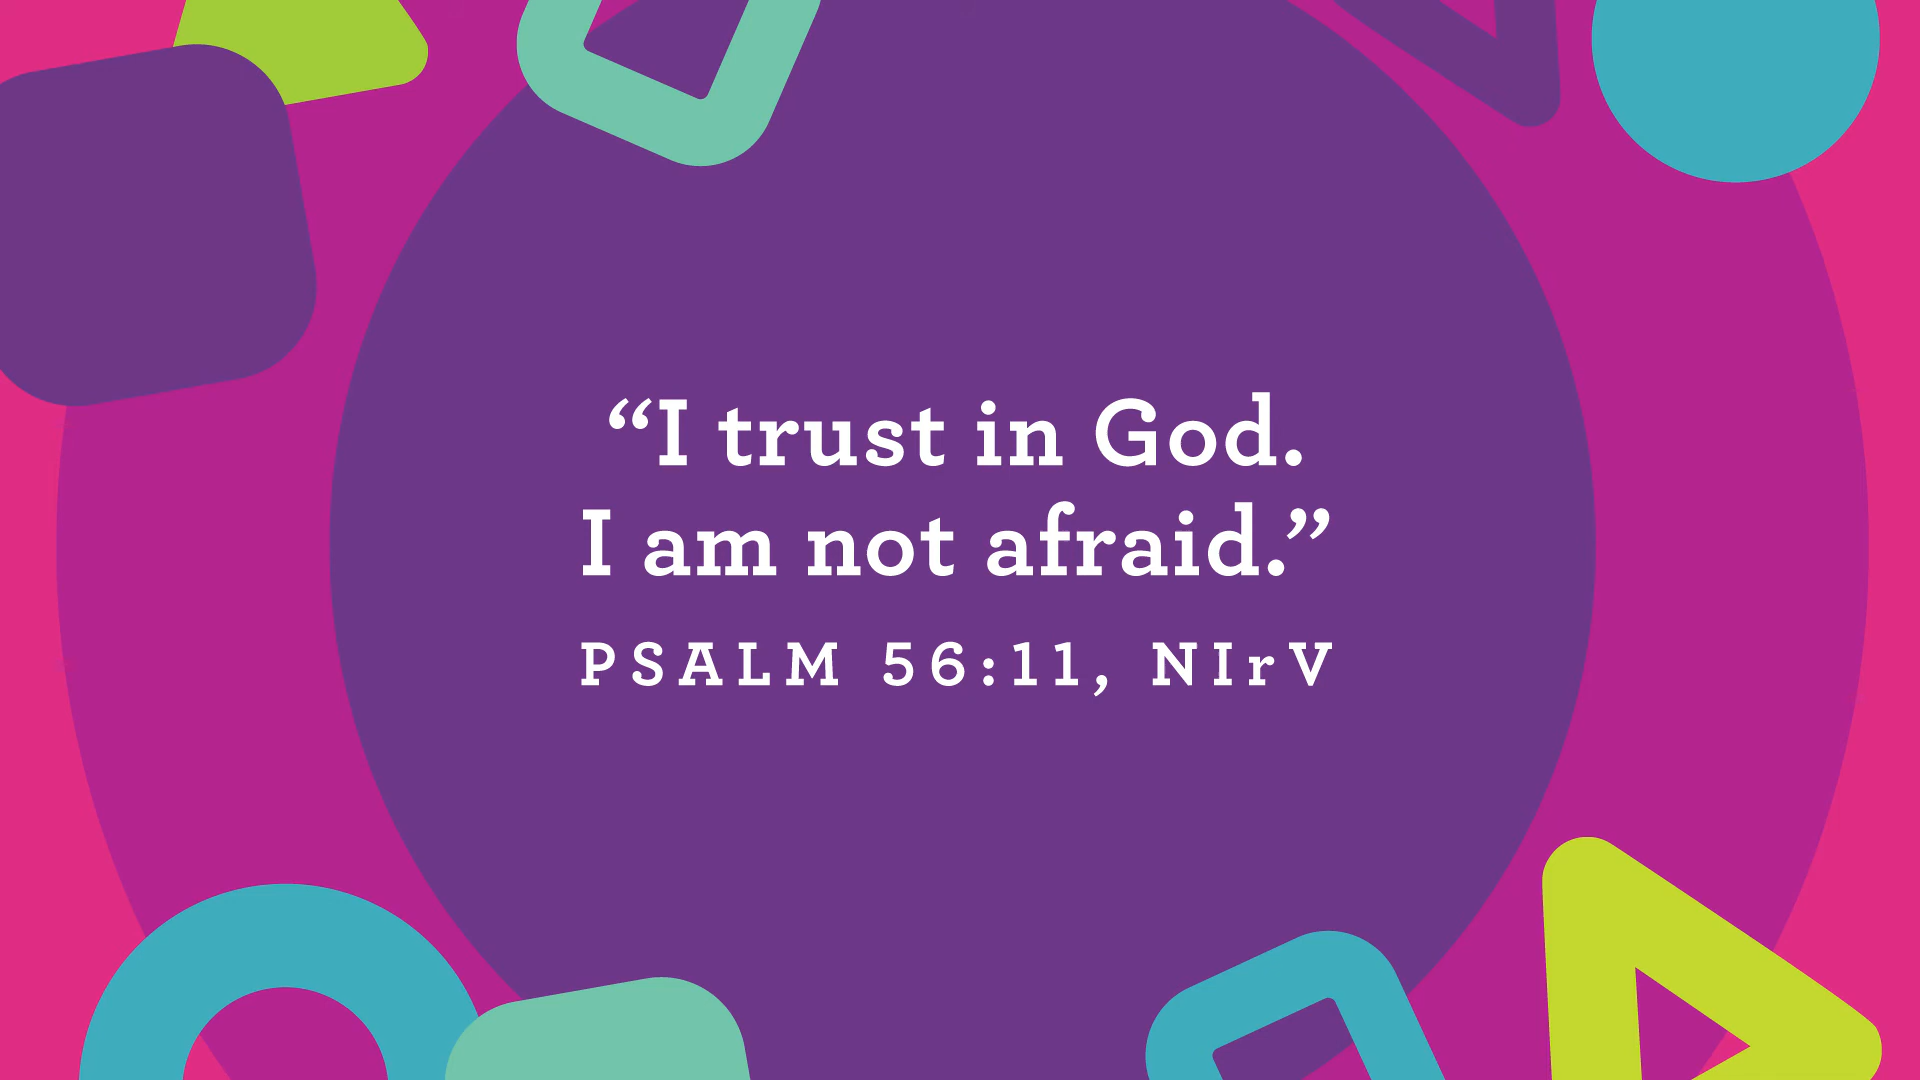 “I trust in God.
I am not afraid.”
PSALM 56:11, NIrV